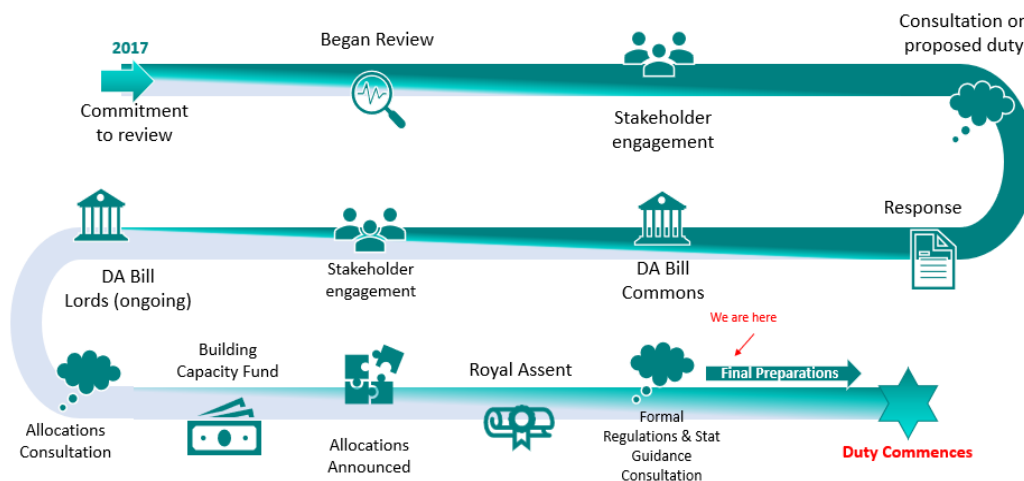 2017
Commitment
to review
Began Review
Stakeholder
engagement
Consultation on
proposed duty
Response
DA Bill
Commons
Stakeholder
engagement
DA Bill
Lords (ongoing)
Allocations
Consultation
Building
Capacity Fund
Allocations
Announced
Royal Assent
Formal
Regulations & Stat
Guidance
Consultation
We are here
Final Preparations
Duty Commences